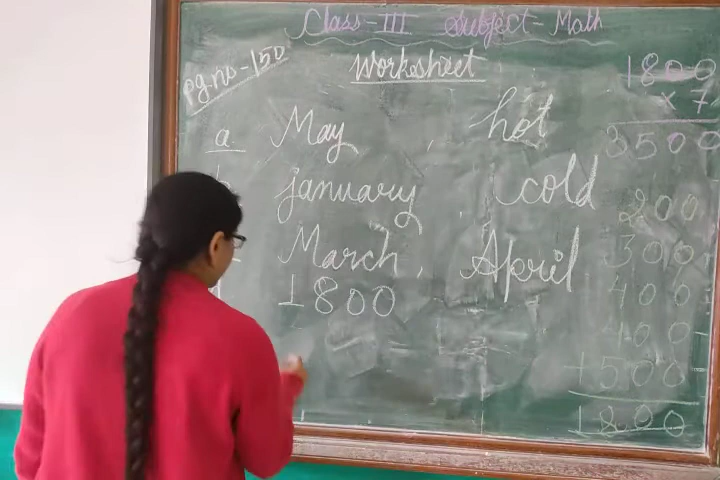 Class-III Subject-Math
pg.no-150
Worksheet
a. May, hot
january, cold
March, April
1800
1800
× 7
3500
200
300
400
400
+500
1800